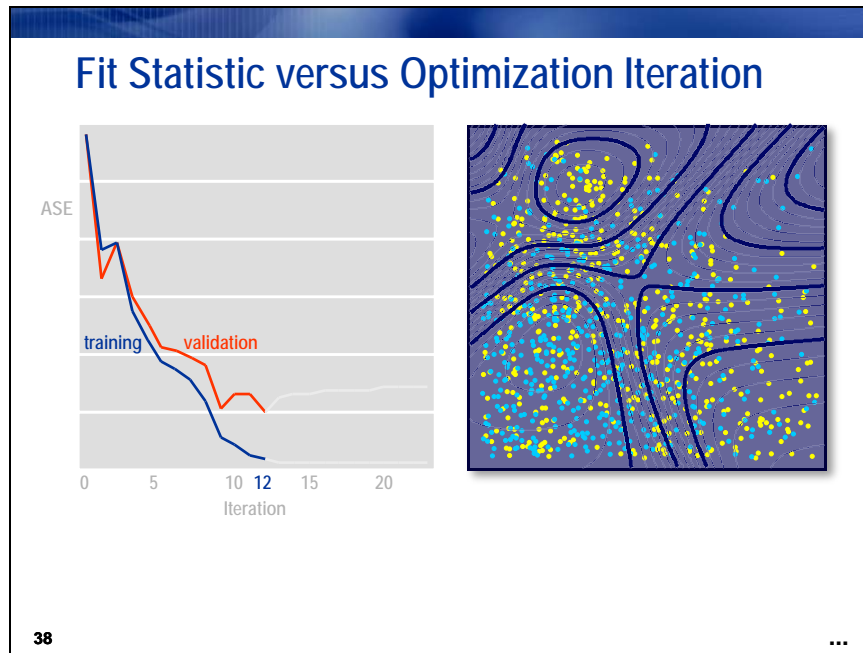 Fit Statistic versus Optimization Iteration
ASE
training validation
0 5 10 12 15 20
Iteration
38
...